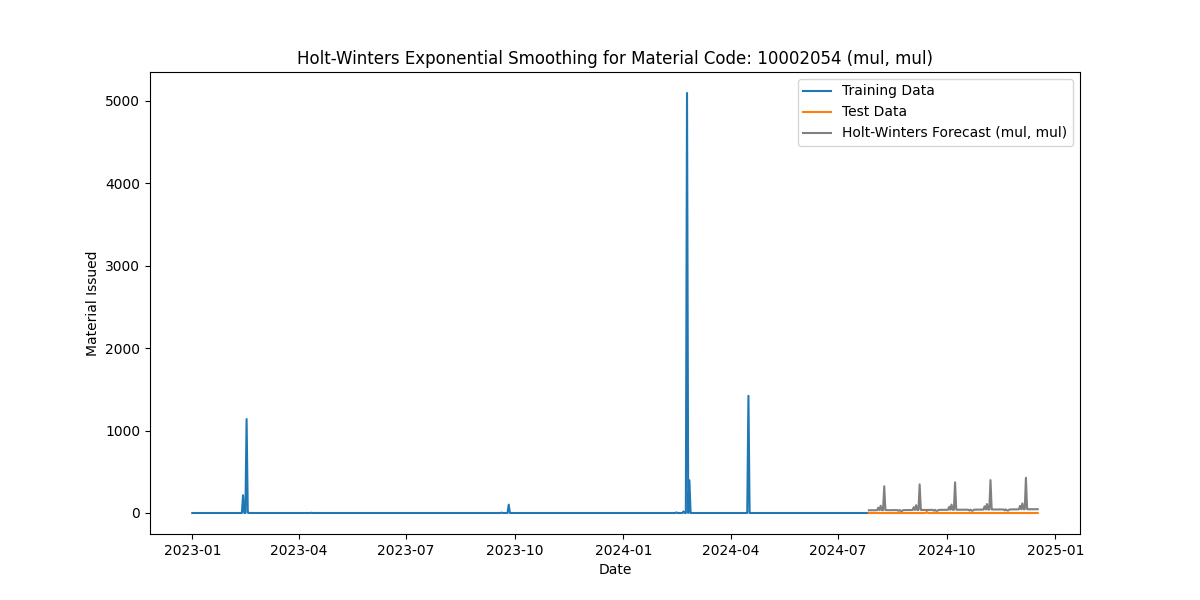 Holt-Winters Exponential Smoothing for Material Code: 10002054 (mul, mul)
Training Data
Test Data
Holt-Winters Forecast (mul, mul)
Material Issued
5000
4000
3000
2000
1000
0
2023-01 2023-04 2023-07 2023-10 2024-01 2024-04 2024-07 2024-10 2025-01
Date